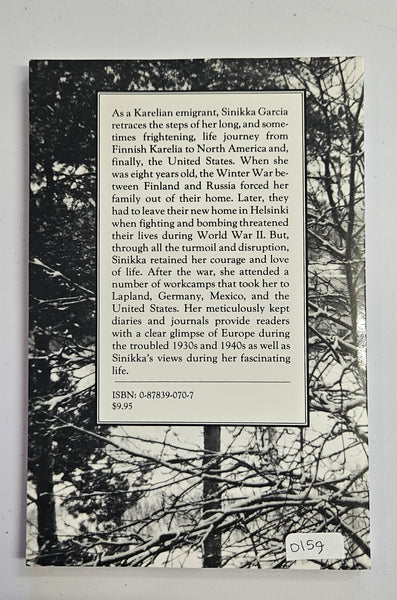 As a Karelian emigrant, Sinikka Garcia
retraces the steps of her long, and some-
times frightening, life journey from
Finnish Karelia to North America and,
finally, the United States. When she
was eight years old, the Winter War be-
tween Finland and Russia forced her
family out of their home. Later, they
had to leave their new home in Helsinki
when fighting and bombing threatened
their lives during World War II. But,
through all the turmoil and disruption,
Sinikka retained her courage and love
of life. After the war, she attended a
number of workcamps that took her to
Lapland, Germany, Mexico, and the
United States. Her meticulously kept
diaries and journals provide readers
with a clear glimpse of Europe during
the troubled 1930s and 1940s as well as
Sinikka's views during her fascinating
life.
ISBN: 0-87839-070-7
$9.95